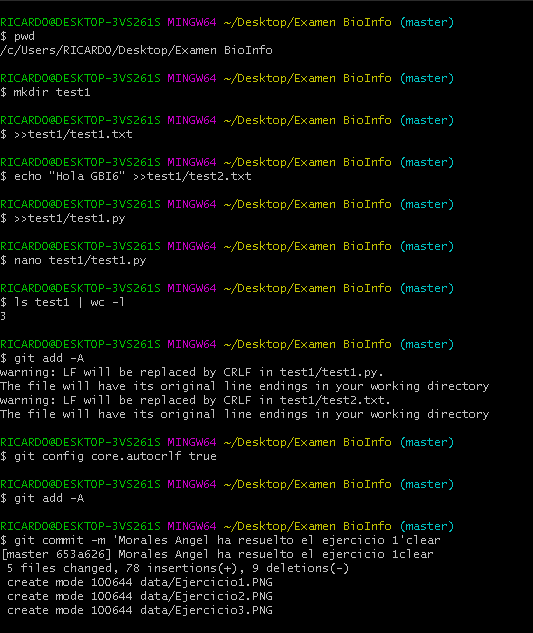 RICARDO@DESKTOP-3VS261S MINGW64 ~/Desktop/Examen BioInfo (master)
$ pwd
/c/Users/RICARDO/Desktop/Examen BioInfo
RICARDO@DESKTOP-3VS261S MINGW64 ~/Desktop/Examen BioInfo (master)
$ mkdir test1
RICARDO@DESKTOP-3VS261S MINGW64 ~/Desktop/Examen BioInfo (master)
$ >>test1/test1.txt
RICARDO@DESKTOP-3VS261S MINGW64 ~/Desktop/Examen BioInfo (master)
$ echo "Hola GBI6" >>test1/test2.txt
RICARDO@DESKTOP-3VS261S MINGW64 ~/Desktop/Examen BioInfo (master)
$ >>test1/test1.py
RICARDO@DESKTOP-3VS261S MINGW64 ~/Desktop/Examen BioInfo (master)
$ nano test1/test1.py
RICARDO@DESKTOP-3VS261S MINGW64 ~/Desktop/Examen BioInfo (master)
$ ls test1 | wc -l
3
RICARDO@DESKTOP-3VS261S MINGW64 ~/Desktop/Examen BioInfo (master)
$ git add -A
warning: LF will be replaced by CRLF in test1/test1.py.
The file will have its original line endings in your working directory
warning: LF will be replaced by CRLF in test1/test2.txt.
The file will have its original line endings in your working directory
RICARDO@DESKTOP-3VS261S MINGW64 ~/Desktop/Examen BioInfo (master)
$ git config core.autocrlf true
RICARDO@DESKTOP-3VS261S MINGW64 ~/Desktop/Examen BioInfo (master)
$ git add -A
RICARDO@DESKTOP-3VS261S MINGW64 ~/Desktop/Examen BioInfo (master)
$ git commit -m 'Morales Angel ha resuelto el ejercicio 1'clear
[master 653a626] Morales Angel ha resuelto el ejercicio 1clear
 5 files changed, 78 insertions(+), 9 deletions(-)
 create mode 100644 data/Ejercicio1.PNG
 create mode 100644 data/Ejercicio2.PNG
 create mode 100644 data/Ejercicio3.PNG